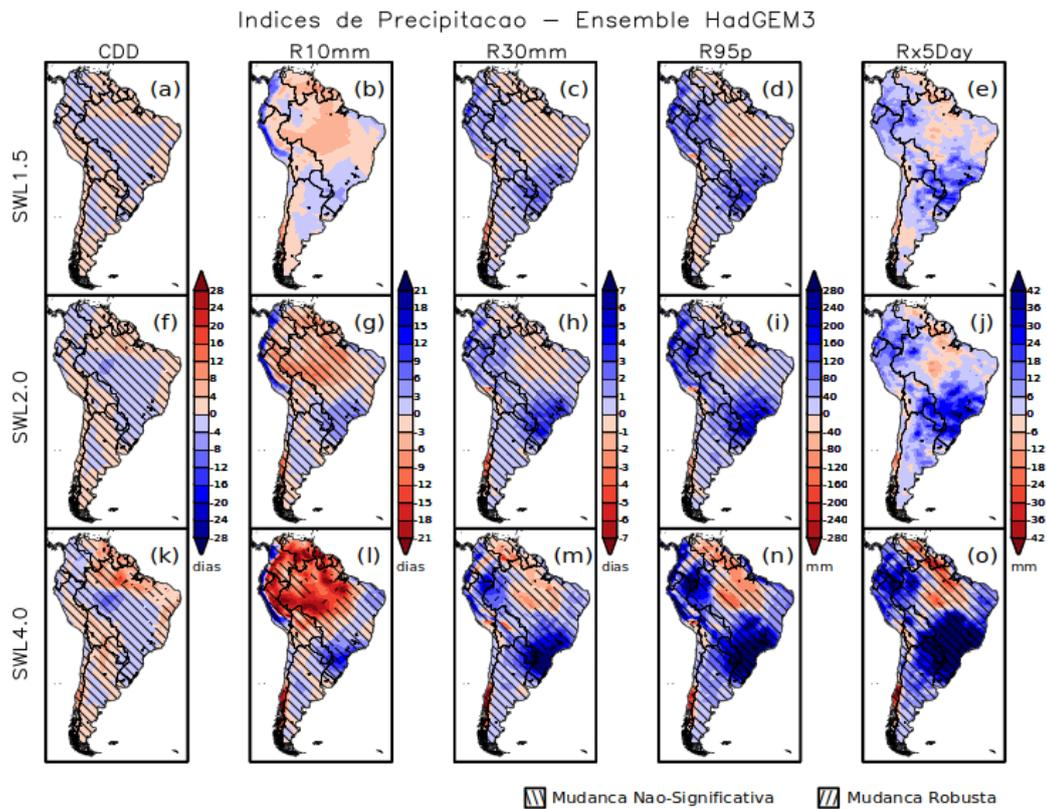 Indices de Precipitacao – Ensemble HadGEM3
CDD R10mm R30mm R95p Rx5Day
SWL1.5
(a) (b) (c) (d) (e)
SWL2.0
(f) (g) (h) (i) (j)
28 21 7 280 42
24 18 6 240 36
20 15 5 200 30
16 12 4 160 24
12 9 3 120 18
8 6 2 80 12
4 3 1 40 6
0 0 0 0 0
-4 -3 -1 -40 -6
-8 -6 -2 -80 -12
-12 -9 -3 -120 -18
-16 -12 -4 -160 -24
-20 -15 -5 -200 -30
-24 -18 -6 -240 -36
-28 -21 -7 -280 -42
dias dias dias mm mm
SWL4.0
(k) (l) (m) (n) (o)
Mudanca Nao-Significativa Mudanca Robusta